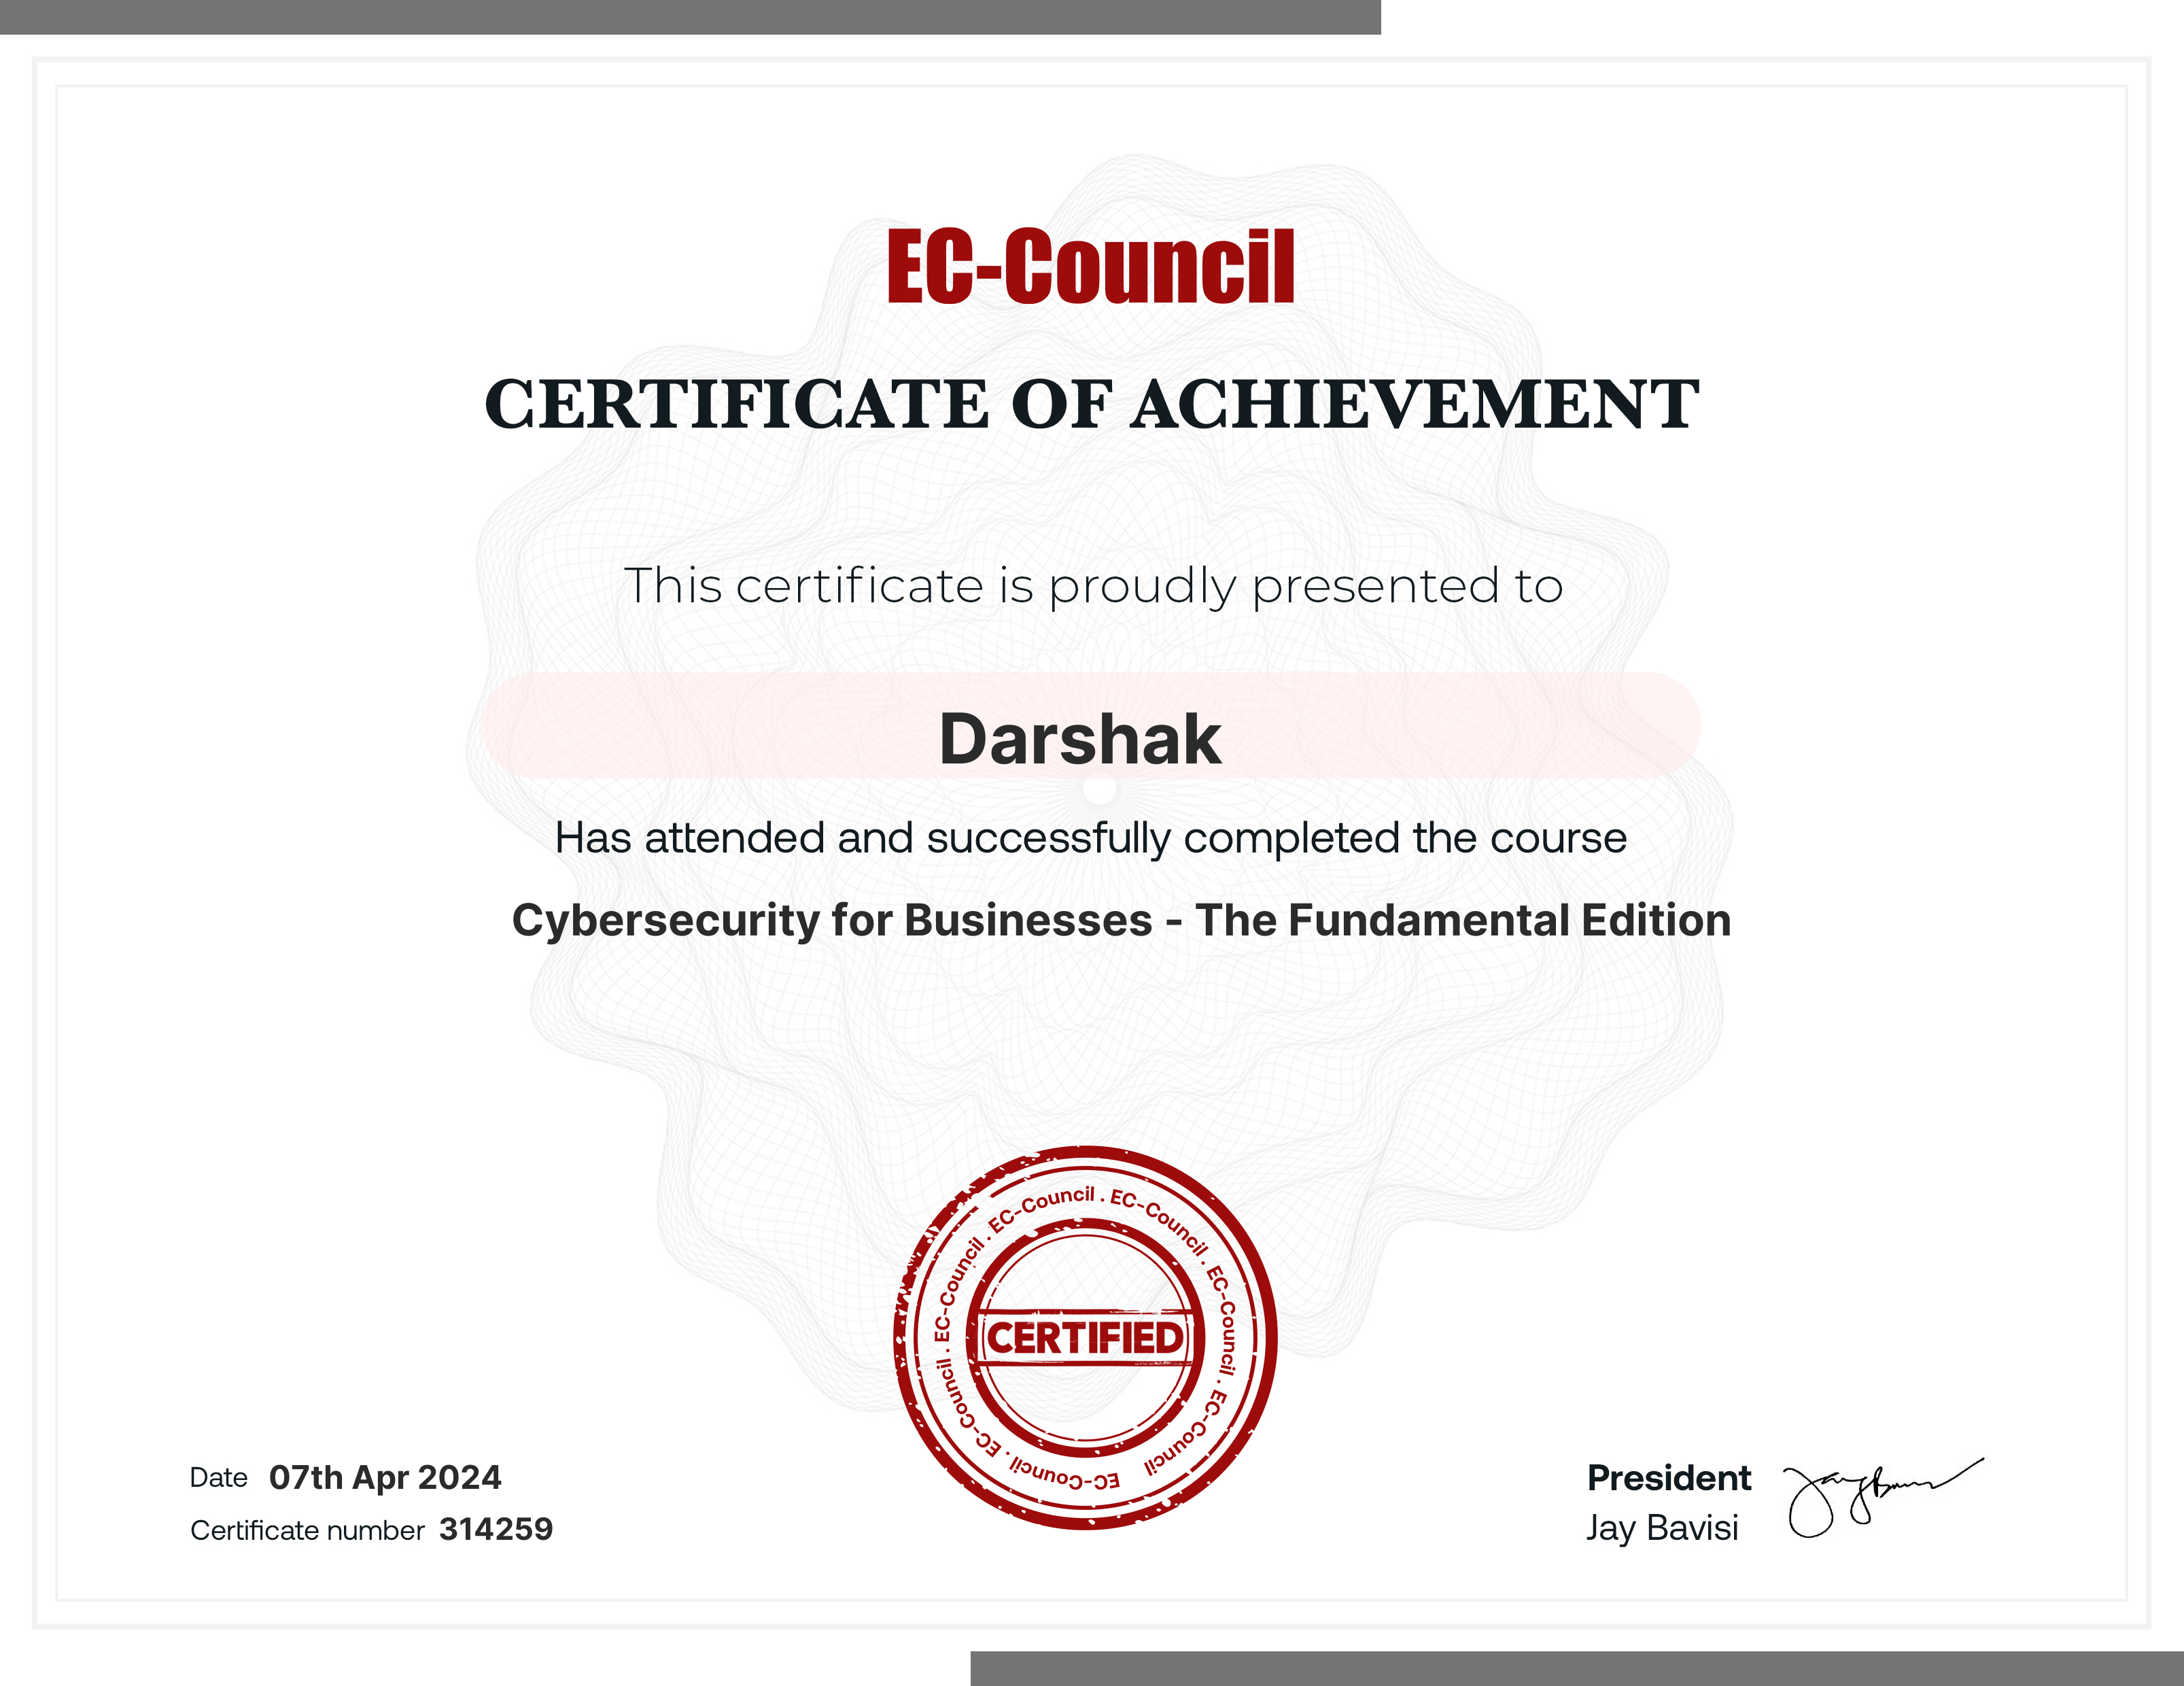 EC-Council
CERTIFICATE OF ACHIEVEMENT
This certificate is proudly presented to
Darshak
Has attended and successfully completed the course
Cybersecurity for Businesses - The Fundamental Edition
EC-Council . EC-Council . EC-Council . EC-Council . EC-Council . EC-Council . EC-Council
CERTIFIED
Date 07th Apr 2024
Certificate number 314259
President
Jay Bavisi